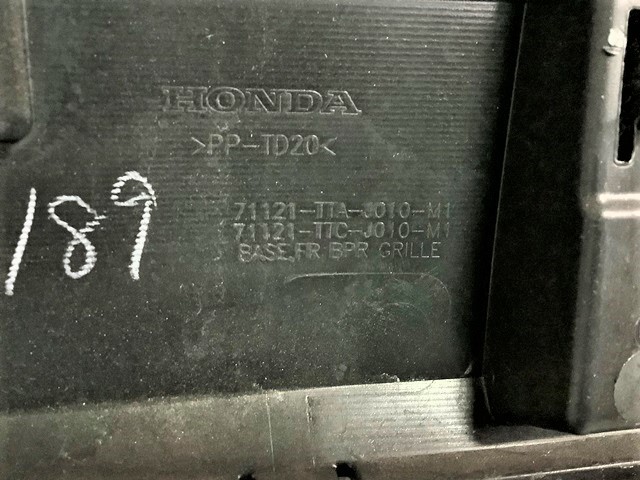 HONDA
>PP-TD20<
71121-TTA-J010-M1
71121-TTC-J010-M1
BASE,FR BPR GRILLE
189